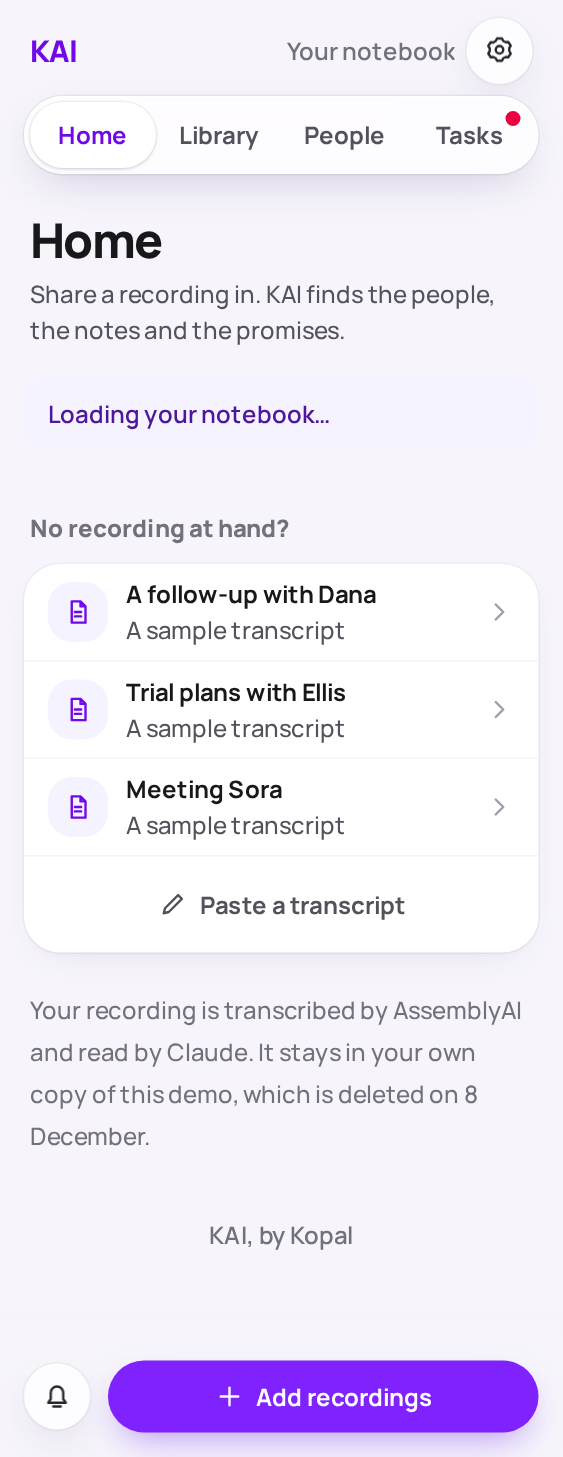 KAI
Your notebook
Home
Library
People
Tasks
Home
Share a recording in. KAI finds the people,
the notes and the promises.
Loading your notebook…
No recording at hand?
A follow-up with Dana
A sample transcript
Trial plans with Ellis
A sample transcript
Meeting Sora
A sample transcript
Paste a transcript
Your recording is transcribed by AssemblyAI
and read by Claude. It stays in your own
copy of this demo, which is deleted on 8
December.
KAI, by Kopal
Add recordings